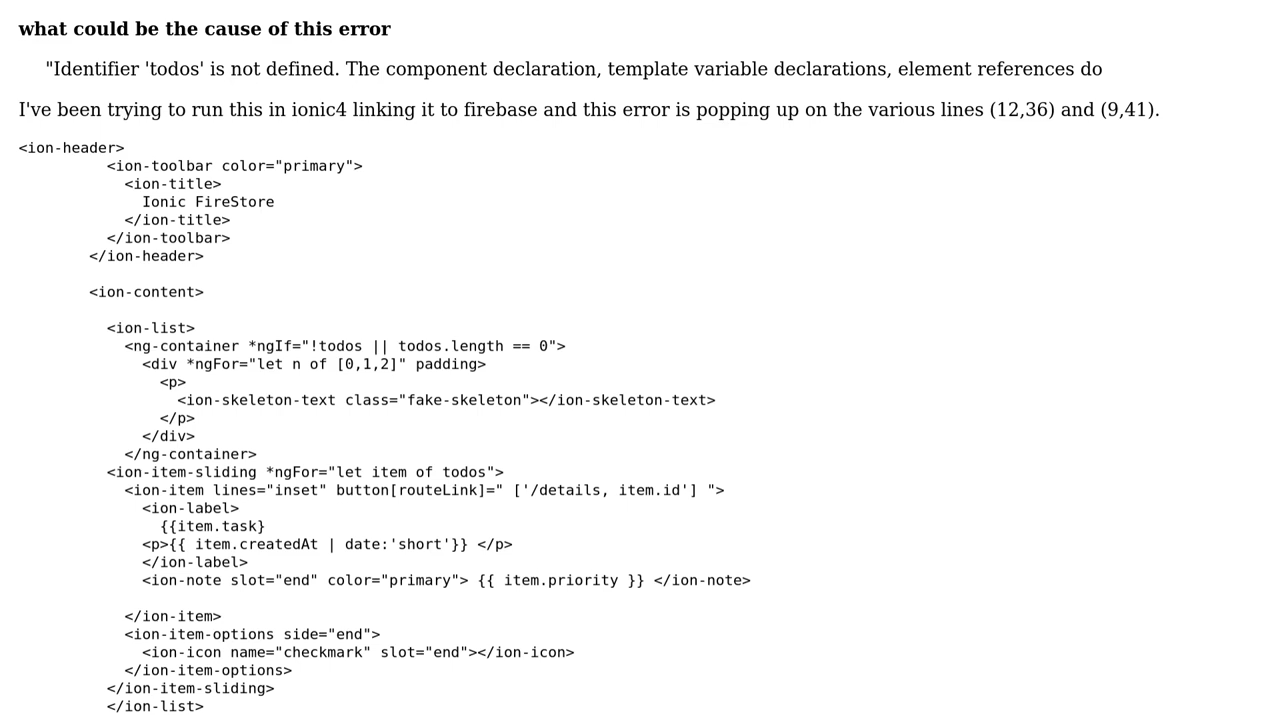 what could be the cause of this error
"Identifier 'todos' is not defined. The component declaration, template variable declarations, element references do
I've been trying to run this in ionic4 linking it to firebase and this error is popping up on the various lines (12,36) and (9,41).
<ion-header>
          <ion-toolbar color="primary">
            <ion-title>
              Ionic FireStore
            </ion-title>
          </ion-toolbar>
        </ion-header>

        <ion-content>

          <ion-list>
            <ng-container *ngIf="!todos || todos.length == 0">
              <div *ngFor="let n of [0,1,2]" padding>
                <p>
                  <ion-skeleton-text class="fake-skeleton"></ion-skeleton-text>
                </p>
              </div>
            </ng-container>
          <ion-item-sliding *ngFor="let item of todos">
            <ion-item lines="inset" button[routeLink]=" ['/details, item.id'] ">
              <ion-label>
                {{item.task}
              <p>{{ item.createdAt | date:'short'}} </p>
              </ion-label>
              <ion-note slot="end" color="primary"> {{ item.priority }} </ion-note>

            </ion-item>
            <ion-item-options side="end">
              <ion-icon name="checkmark" slot="end"></ion-icon>
            </ion-item-options>
          </ion-item-sliding>
          </ion-list>